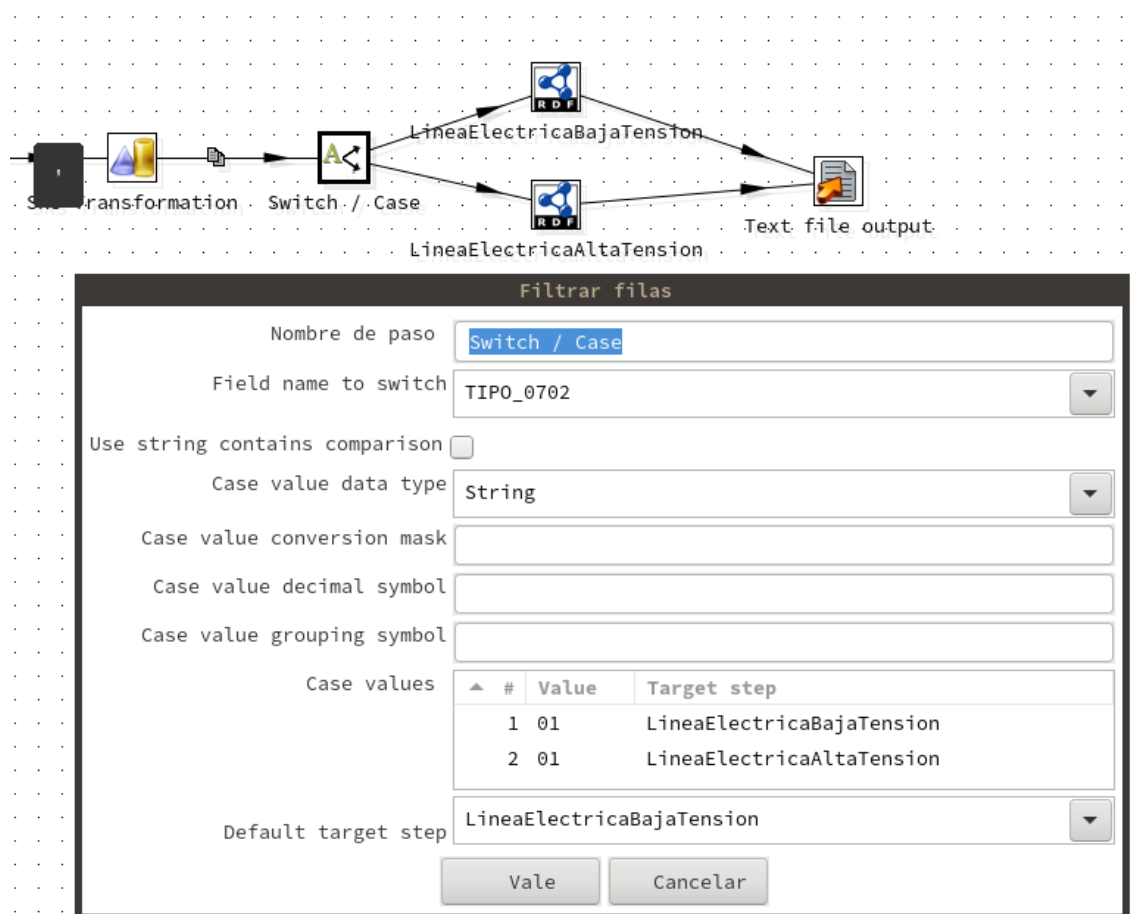 RDF
LineaElectricaBajaTension
Transformation
Switch / Case
RDF
Text file output
LineaElectricaAltaTension
Filtrar filas
Nombre de paso Switch / Case
Field name to switch TIPO_0702
Use string contains comparison
Case value data type String
Case value conversion mask
Case value decimal symbol
Case value grouping symbol
Case values
# Value Target step
1 01 LineaElectricaBajaTension
2 01 LineaElectricaAltaTension
Default target step LineaElectricaBajaTension
Vale Cancelar